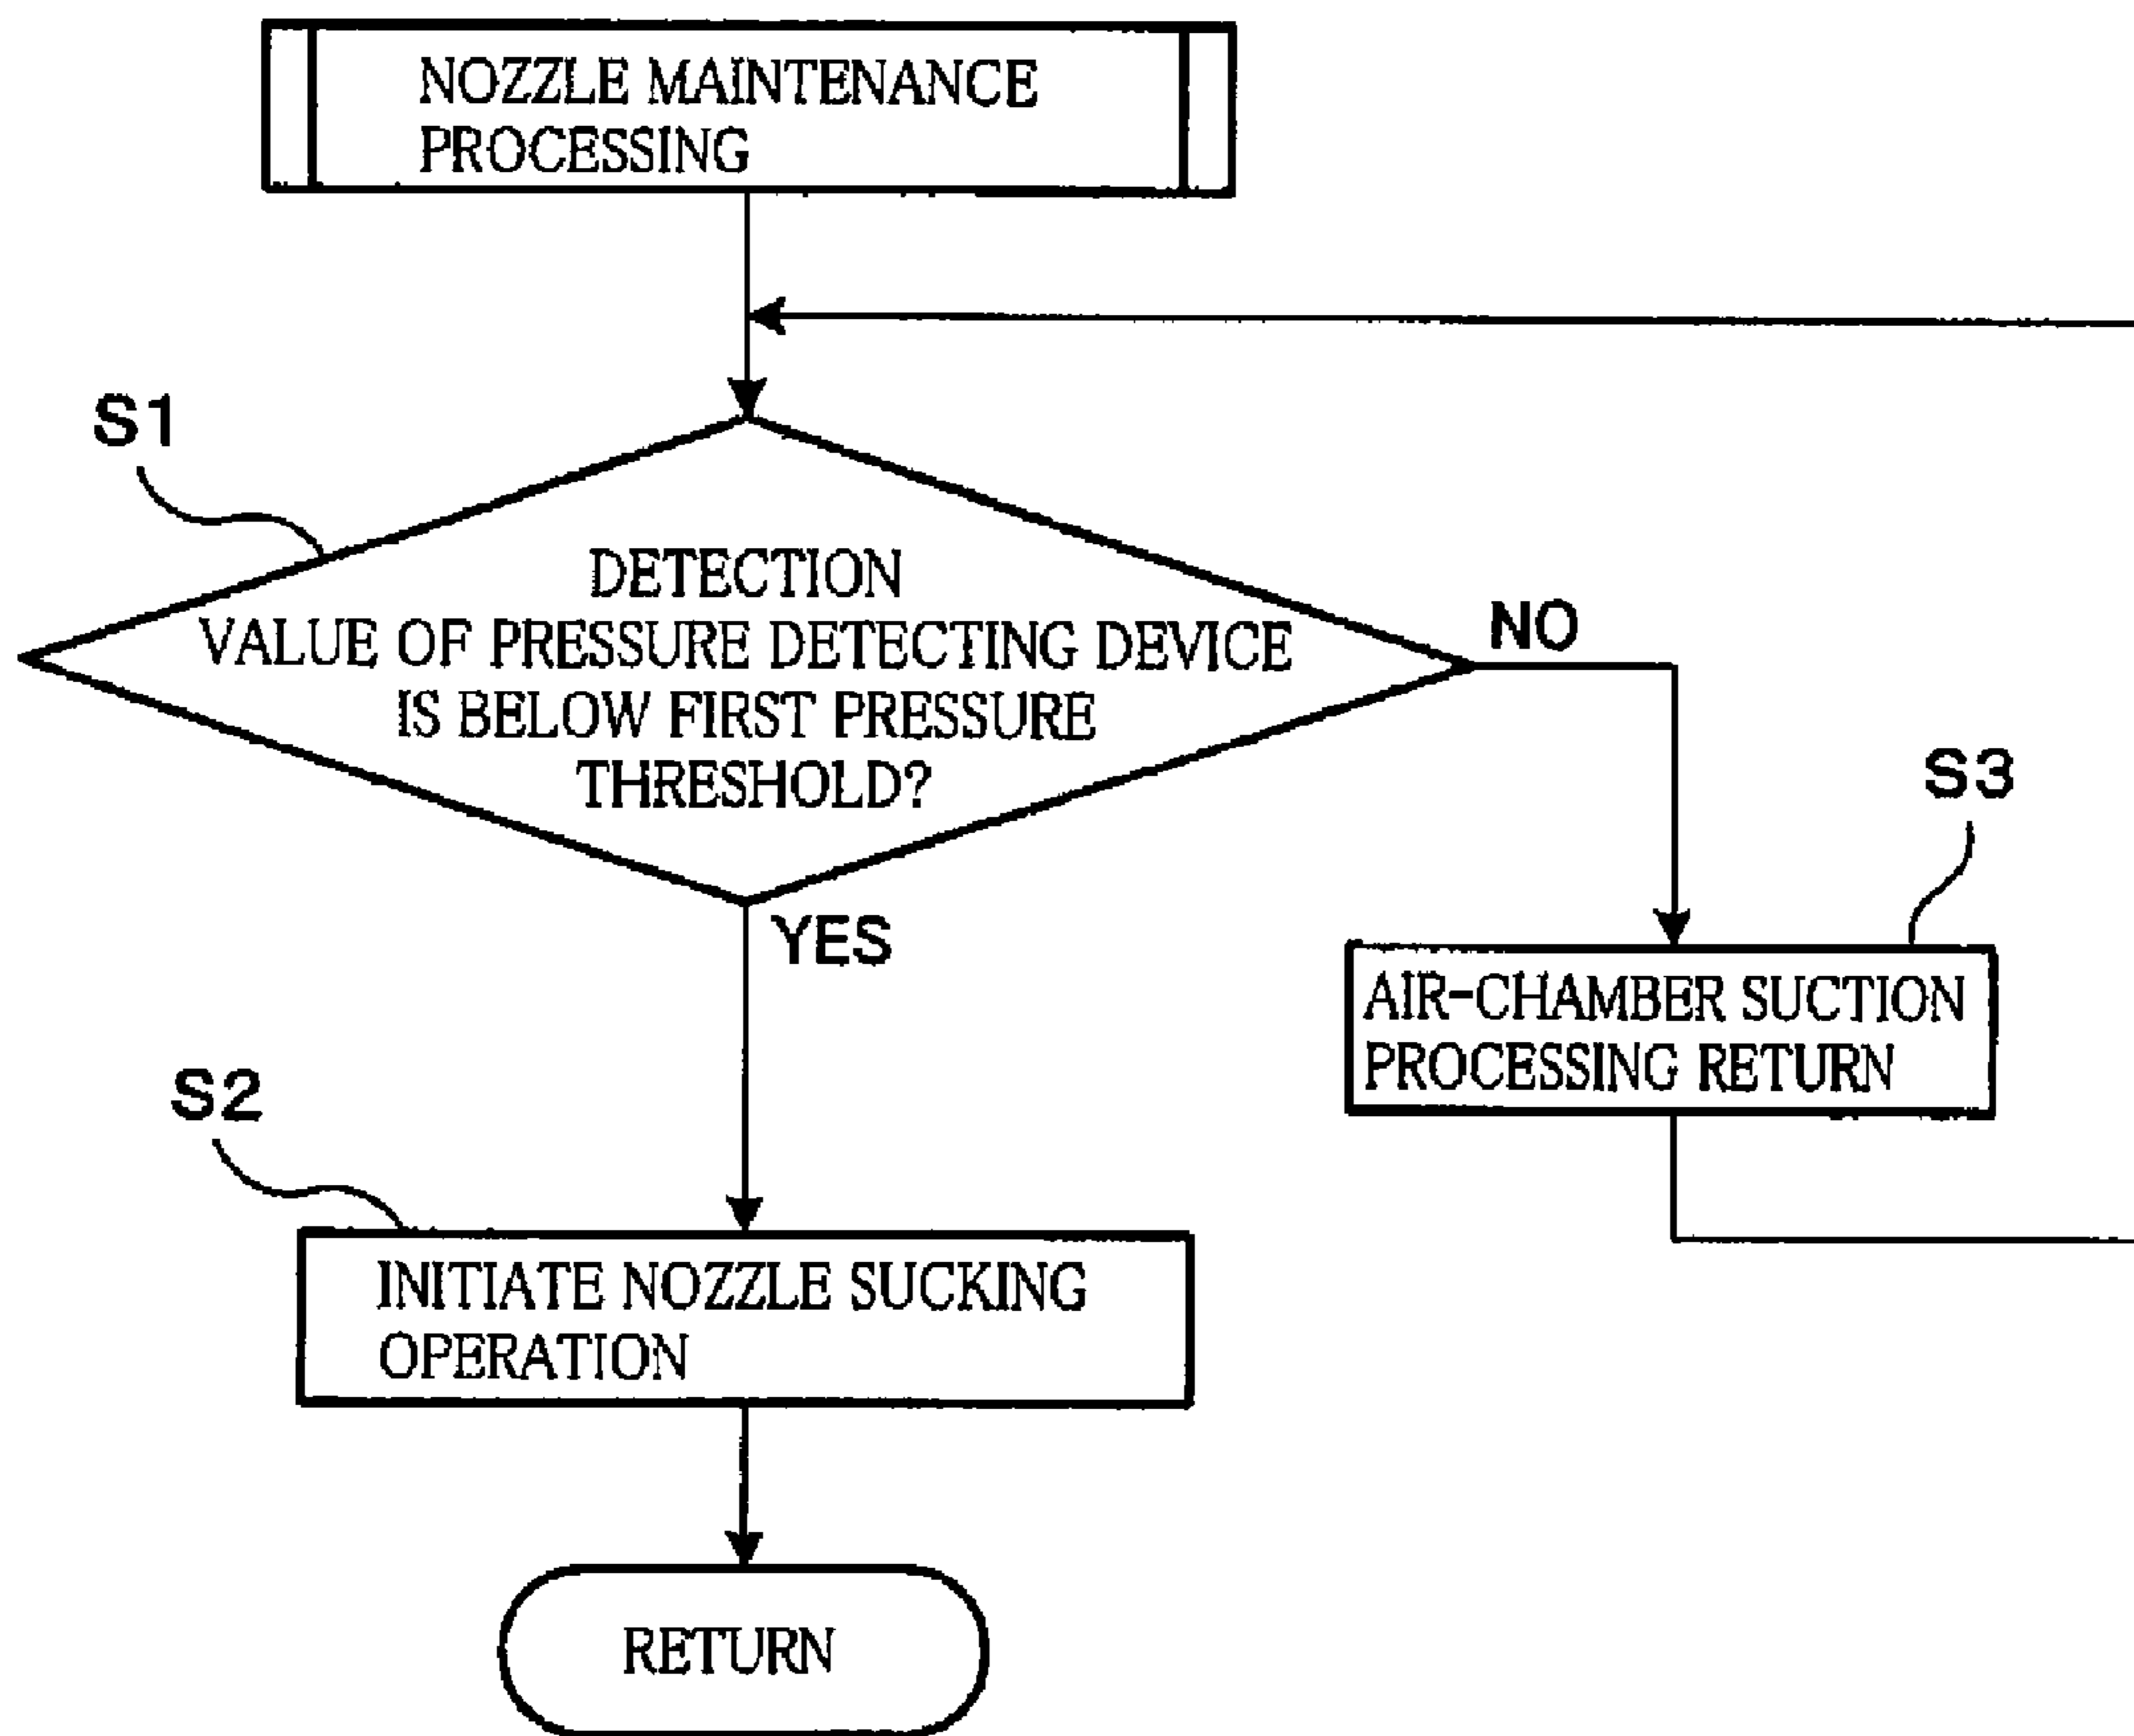 NOZZLE MAINTENANCE
PROCESSING
S1
DETECTION
VALUE OF PRESSURE DETECTING DEVICE
IS BELOW FIRST PRESSURE
THRESHOLD?
NO
YES
S3
AIR-CHAMBER SUCTION
PROCESSING RETURN
S2
INITIATE NOZZLE SUCKING
OPERATION
RETURN